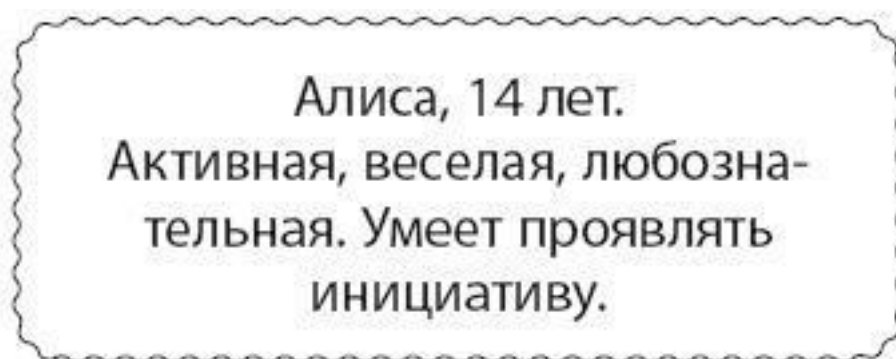 Алиса, 14 лет.
Активная, веселая, любозна-
тельная. Умеет проявлять
инициативу.